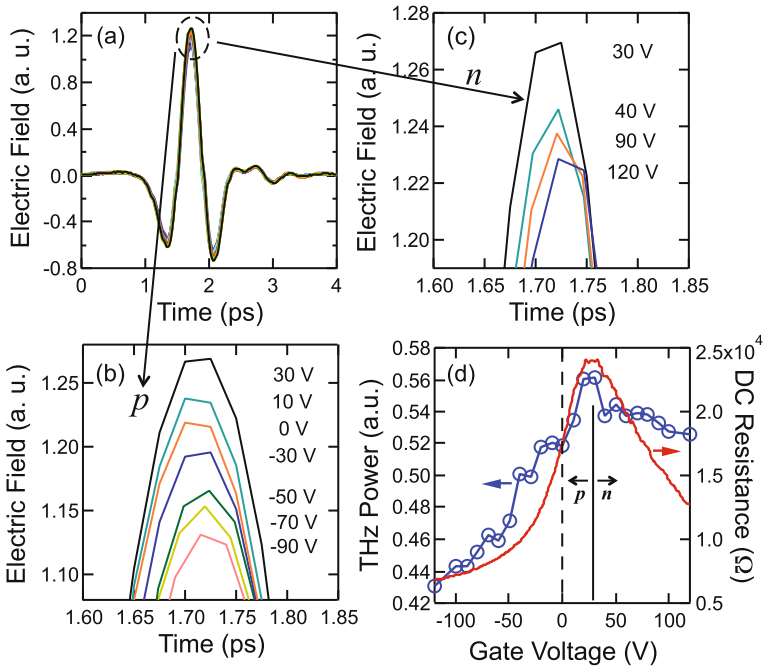 (a)
Electric Field (a. u.)
1.2
0.8
0.4
0.0
-0.4
-0.8
0 1 2 3 4
Time (ps)
n
p
(c)
Electric Field (a. u.)
1.28
1.26
1.24
1.22
1.20
30 V
40 V
90 V
120 V
1.60 1.65 1.70 1.75 1.80 1.85
Time (ps)
(b)
Electric Field (a. u.)
1.25
1.20
1.15
1.10
30 V
10 V
0 V
-30 V
-50 V
-70 V
-90 V
1.60 1.65 1.70 1.75 1.80 1.85
Time (ps)
(d)
THz Power (a.u.)
0.58
0.56
0.54
0.52
0.50
0.48
0.46
0.44
0.42
p n
2.5x10⁴
2.0
1.5
1.0
0.5
DC Resistance (Ω)
-100 -50 0 50 100
Gate Voltage (V)